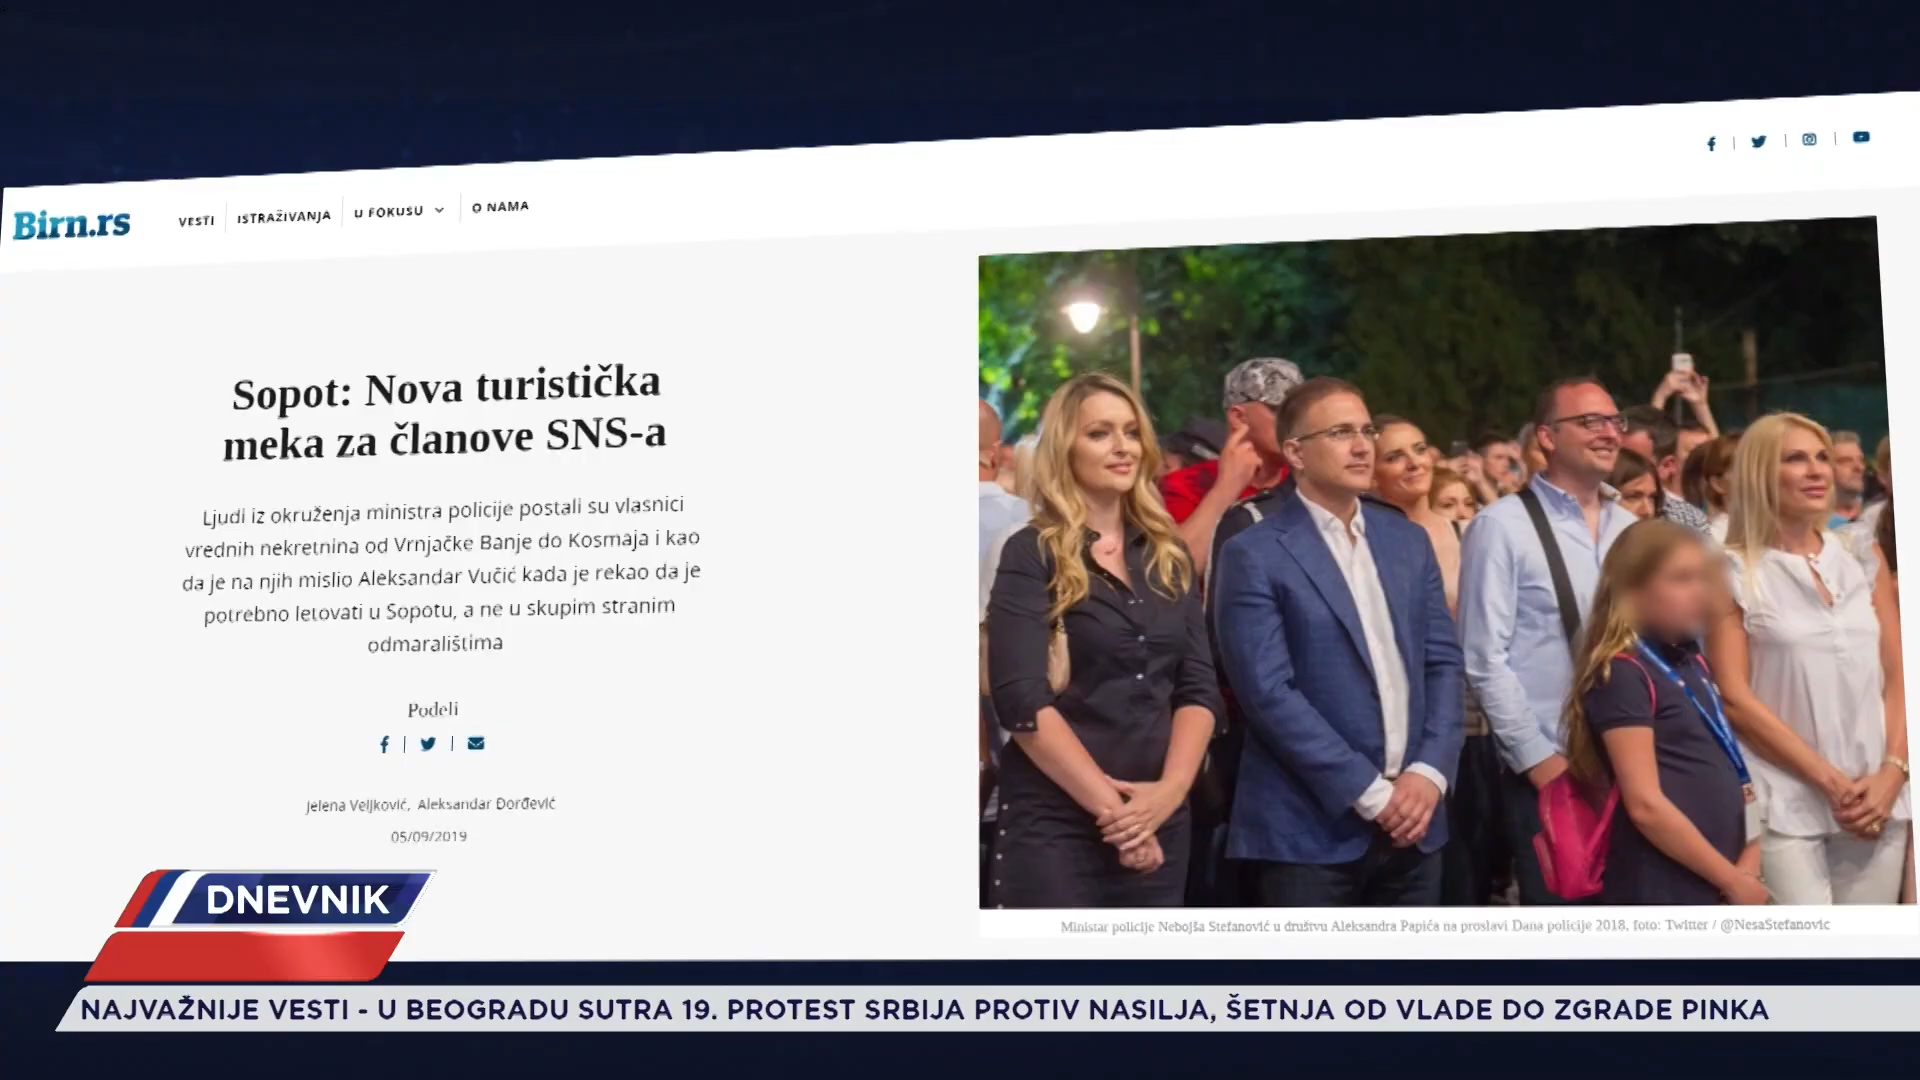 Birn.rs
VESTI
ISTRAŽIVANJA
U FOKUSU
O NAMA
Sopot: Nova turistička
meka za članove SNS-a
Ljudi iz okruženja ministra policije postali su vlasnici
vrednih nekretnina od Vrnjačke Banje do Kosmaja i kao
da je na njih mislio Aleksandar Vučić kada je rekao da je
potrebno letovati u Sopotu, a ne u skupim stranim
odmaralištima
Podeli
Jelena Veljković, Aleksandar Đorđević
05/09/2019
Ministar policije Nebojša Stefanović u društvu Aleksandra Papića na proslavi Dana policije 2018, foto: Twitter / @NesaStefanovic
DNEVNIK
NAJVAŽNIJE VESTI - U BEOGRADU SUTRA 19. PROTEST SRBIJA PROTIV NASILJA, ŠETNJA OD VLADE DO ZGRADE PINKA